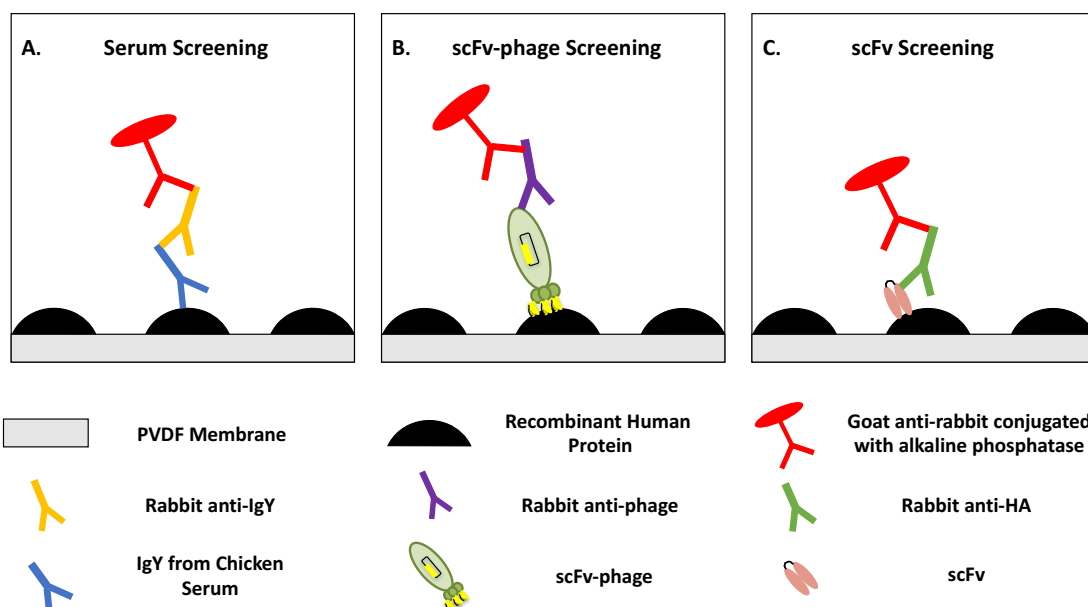 A. Serum Screening
B. scFv-phage Screening
C. scFv Screening
PVDF Membrane
Recombinant Human
Protein
Goat anti-rabbit conjugated
with alkaline phosphatase
Rabbit anti-IgY
Rabbit anti-phage
Rabbit anti-HA
IgY from Chicken
Serum
scFv-phage
scFv